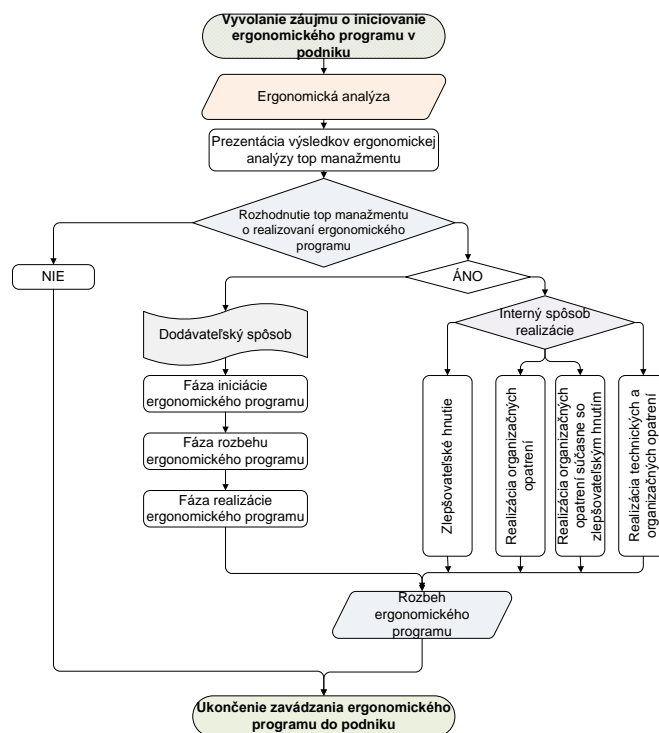 Vyvolanie záujmu o iniciovanie
ergonomického programu v
podniku
Ergonomická analýza
Prezentácia výsledkov ergonomickej
analýzy top manažmentu
Rozhodnutie top manažmentu
o realizovaní ergonomického
programu
NIE
ÁNO
Dodávateľský spôsob
Interný spôsob
realizácie
Fáza iniciácie
ergonomického programu
Fáza rozbehu
ergonomického programu
Fáza realizácie
ergonomického programu
Zlepšovateľské hnutie
Realizácia organizačných
opatrení
Realizácia organizačných
opatrení súčasne so
zlepšovateľským hnutím
Realizácia technických a
organizačných opatrení
Rozbeh
ergonomického
programu
Ukončenie zavádzania ergonomického
programu do podniku